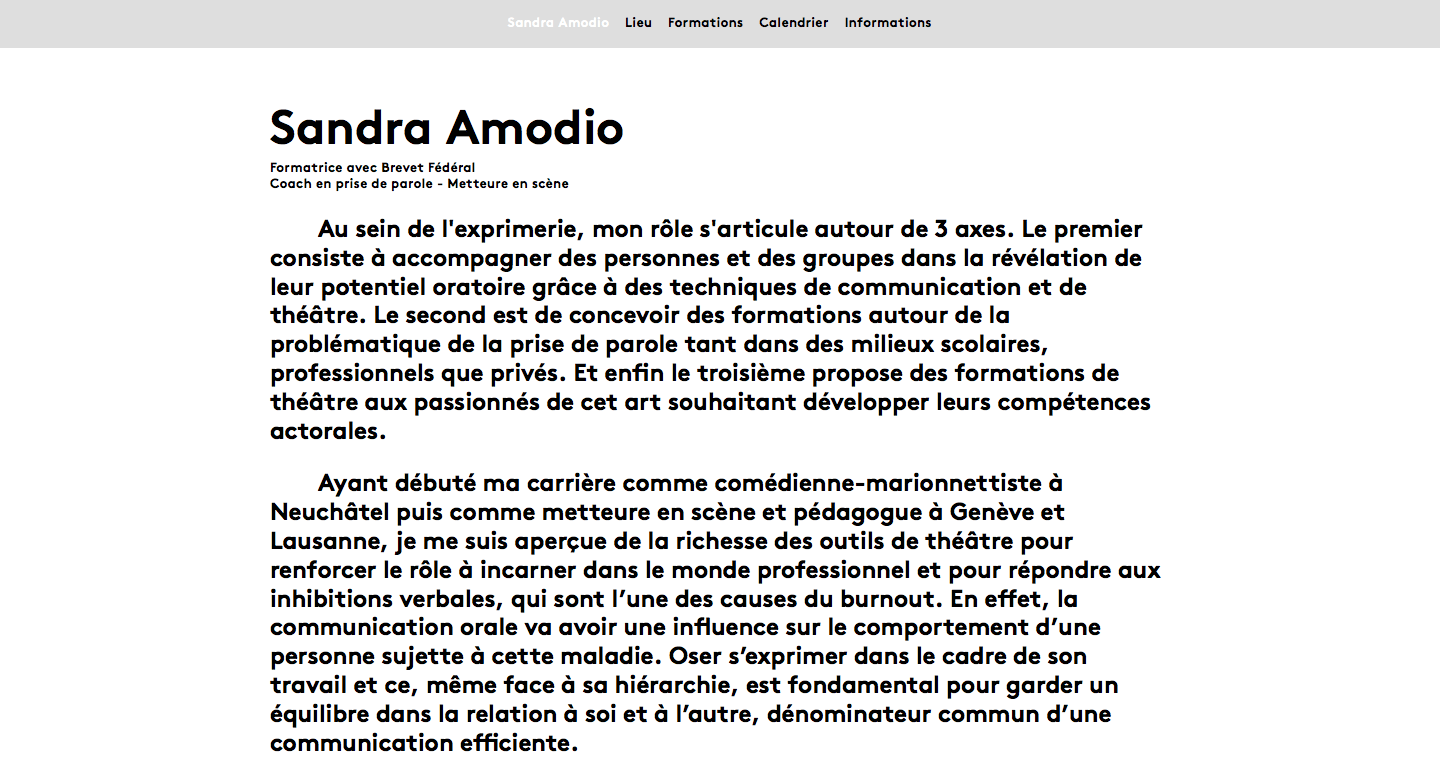 Sandra Amodio Lieu Formations Calendrier Informations
Sandra Amodio
Formatrice avec Brevet Fédéral
Coach en prise de parole - Metteure en scène
Au sein de l'exprimerie, mon rôle s'articule autour de 3 axes. Le premier
consiste à accompagner des personnes et des groupes dans la révélation de
leur potentiel oratoire grâce à des techniques de communication et de
théâtre. Le second est de concevoir des formations autour de la
problématique de la prise de parole tant dans des milieux scolaires,
professionnels que privés. Et enfin le troisième propose des formations de
théâtre aux passionnés de cet art souhaitant développer leurs compétences
actorales.
Ayant débuté ma carrière comme comédienne-marionnettiste à
Neuchâtel puis comme metteure en scène et pédagogue à Genève et
Lausanne, je me suis aperçue de la richesse des outils de théâtre pour
renforcer le rôle à incarner dans le monde professionnel et pour répondre aux
inhibitions verbales, qui sont l’une des causes du burnout. En effet, la
communication orale va avoir une influence sur le comportement d’une
personne sujette à cette maladie. Oser s’exprimer dans le cadre de son
travail et ce, même face à sa hiérarchie, est fondamental pour garder un
équilibre dans la relation à soi et à l’autre, dénominateur commun d’une
communication efficiente.